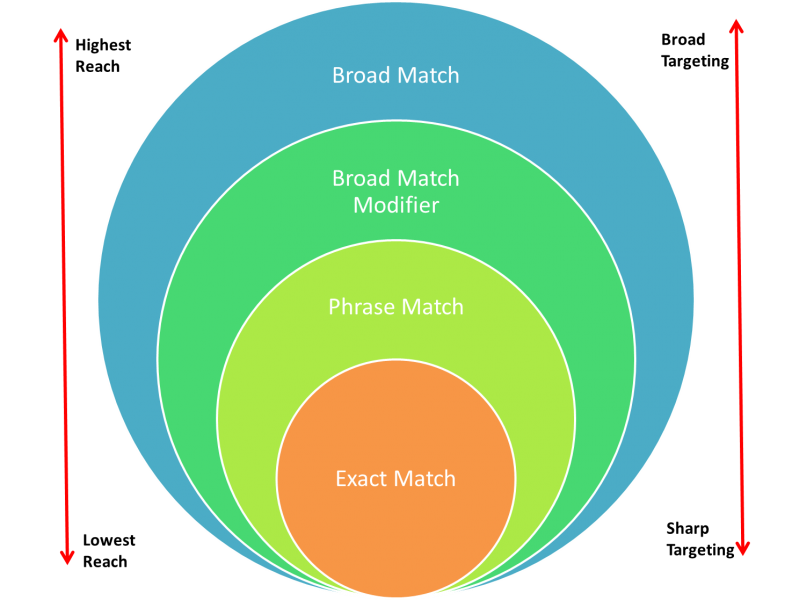 Highest
Reach
Broad
Targeting
Broad Match
Broad Match
Modifier
Phrase Match
Exact Match
Lowest
Reach
Sharp
Targeting